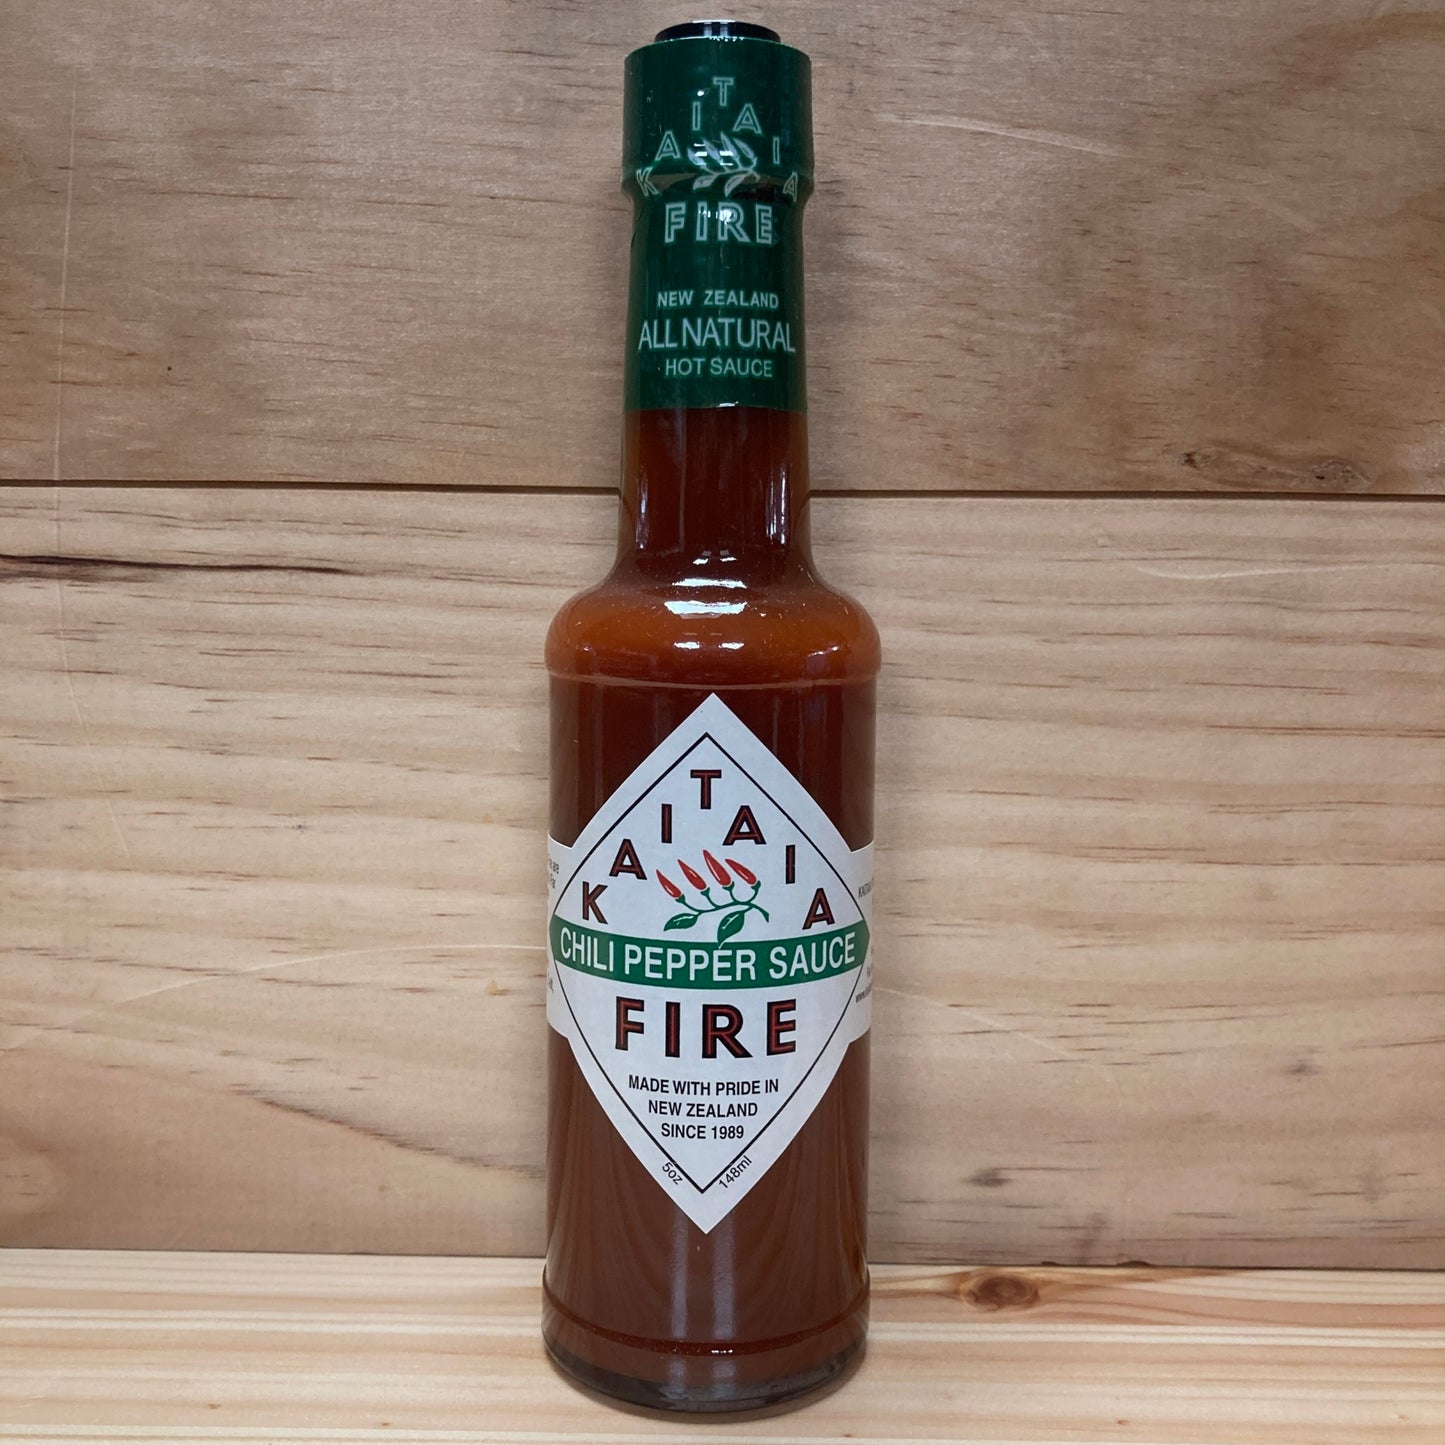 KAITAIA
FIRE
NEW ZEALAND
ALL NATURAL
HOT SAUCE
KAITAIA
CHILI PEPPER SAUCE
FIRE
MADE WITH PRIDE IN
NEW ZEALAND
SINCE 1989
5oz 148ml